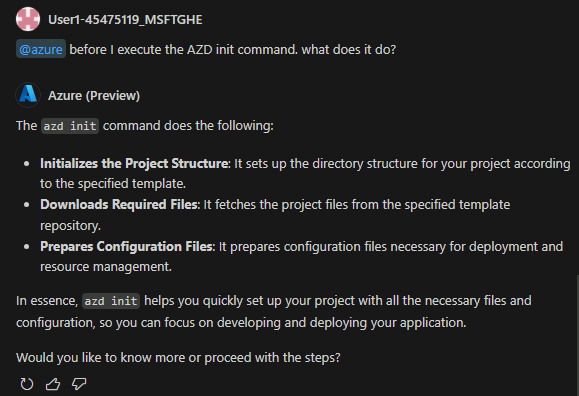 User1-45475119_MSFTGHE
@azure before I execute the AZD init command. what does it do?
Azure (Preview)
The azd init command does the following:
• Initializes the Project Structure: It sets up the directory structure for your project according
to the specified template.
• Downloads Required Files: It fetches the project files from the specified template
repository.
• Prepares Configuration Files: It prepares configuration files necessary for deployment and
resource management.
In essence, azd init helps you quickly set up your project with all the necessary files and
configuration, so you can focus on developing and deploying your application.
Would you like to know more or proceed with the steps?